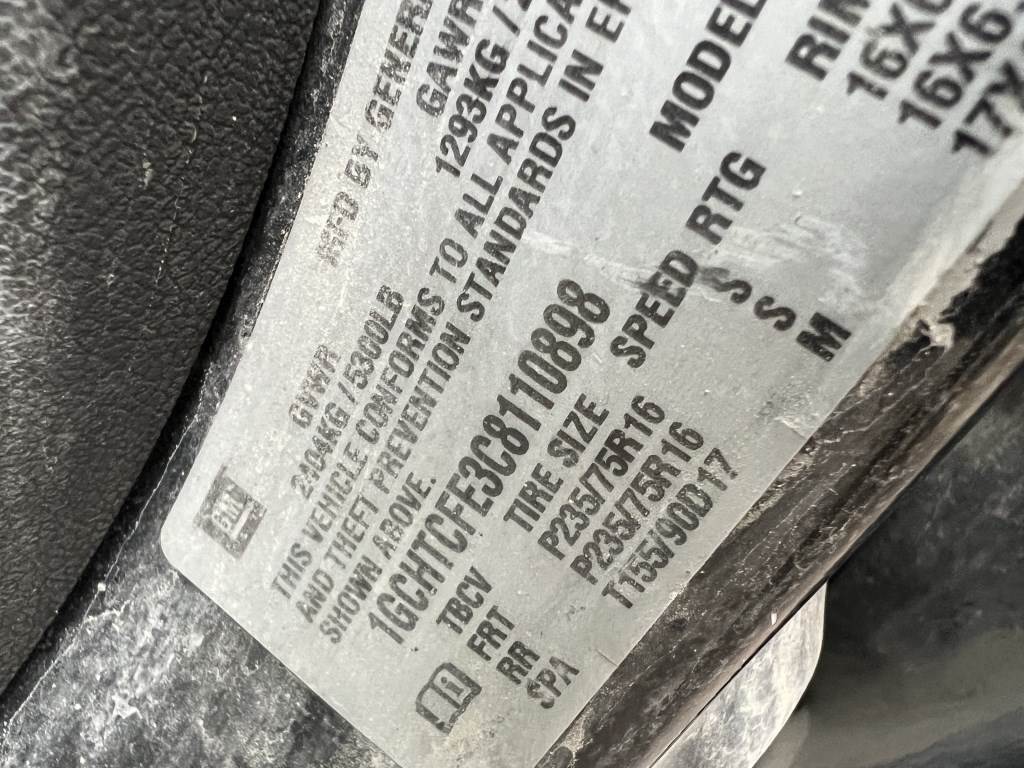 GM
MFD BY GENER
GVWR GAWR
2404KG / 5300LB 1293KG /
THIS VEHICLE CONFORMS TO ALL APPLICA
AND THEFT PREVENTION STANDARDS IN EF
SHOWN ABOVE.
1GCHTCFE3C8110898 MODEL
TBCV TIRE SIZE SPEED RTG RIM
FRT P235/75R16 S 16X6
RR P235/75R16 S 16X6
SPA T155/90D17 M 17X